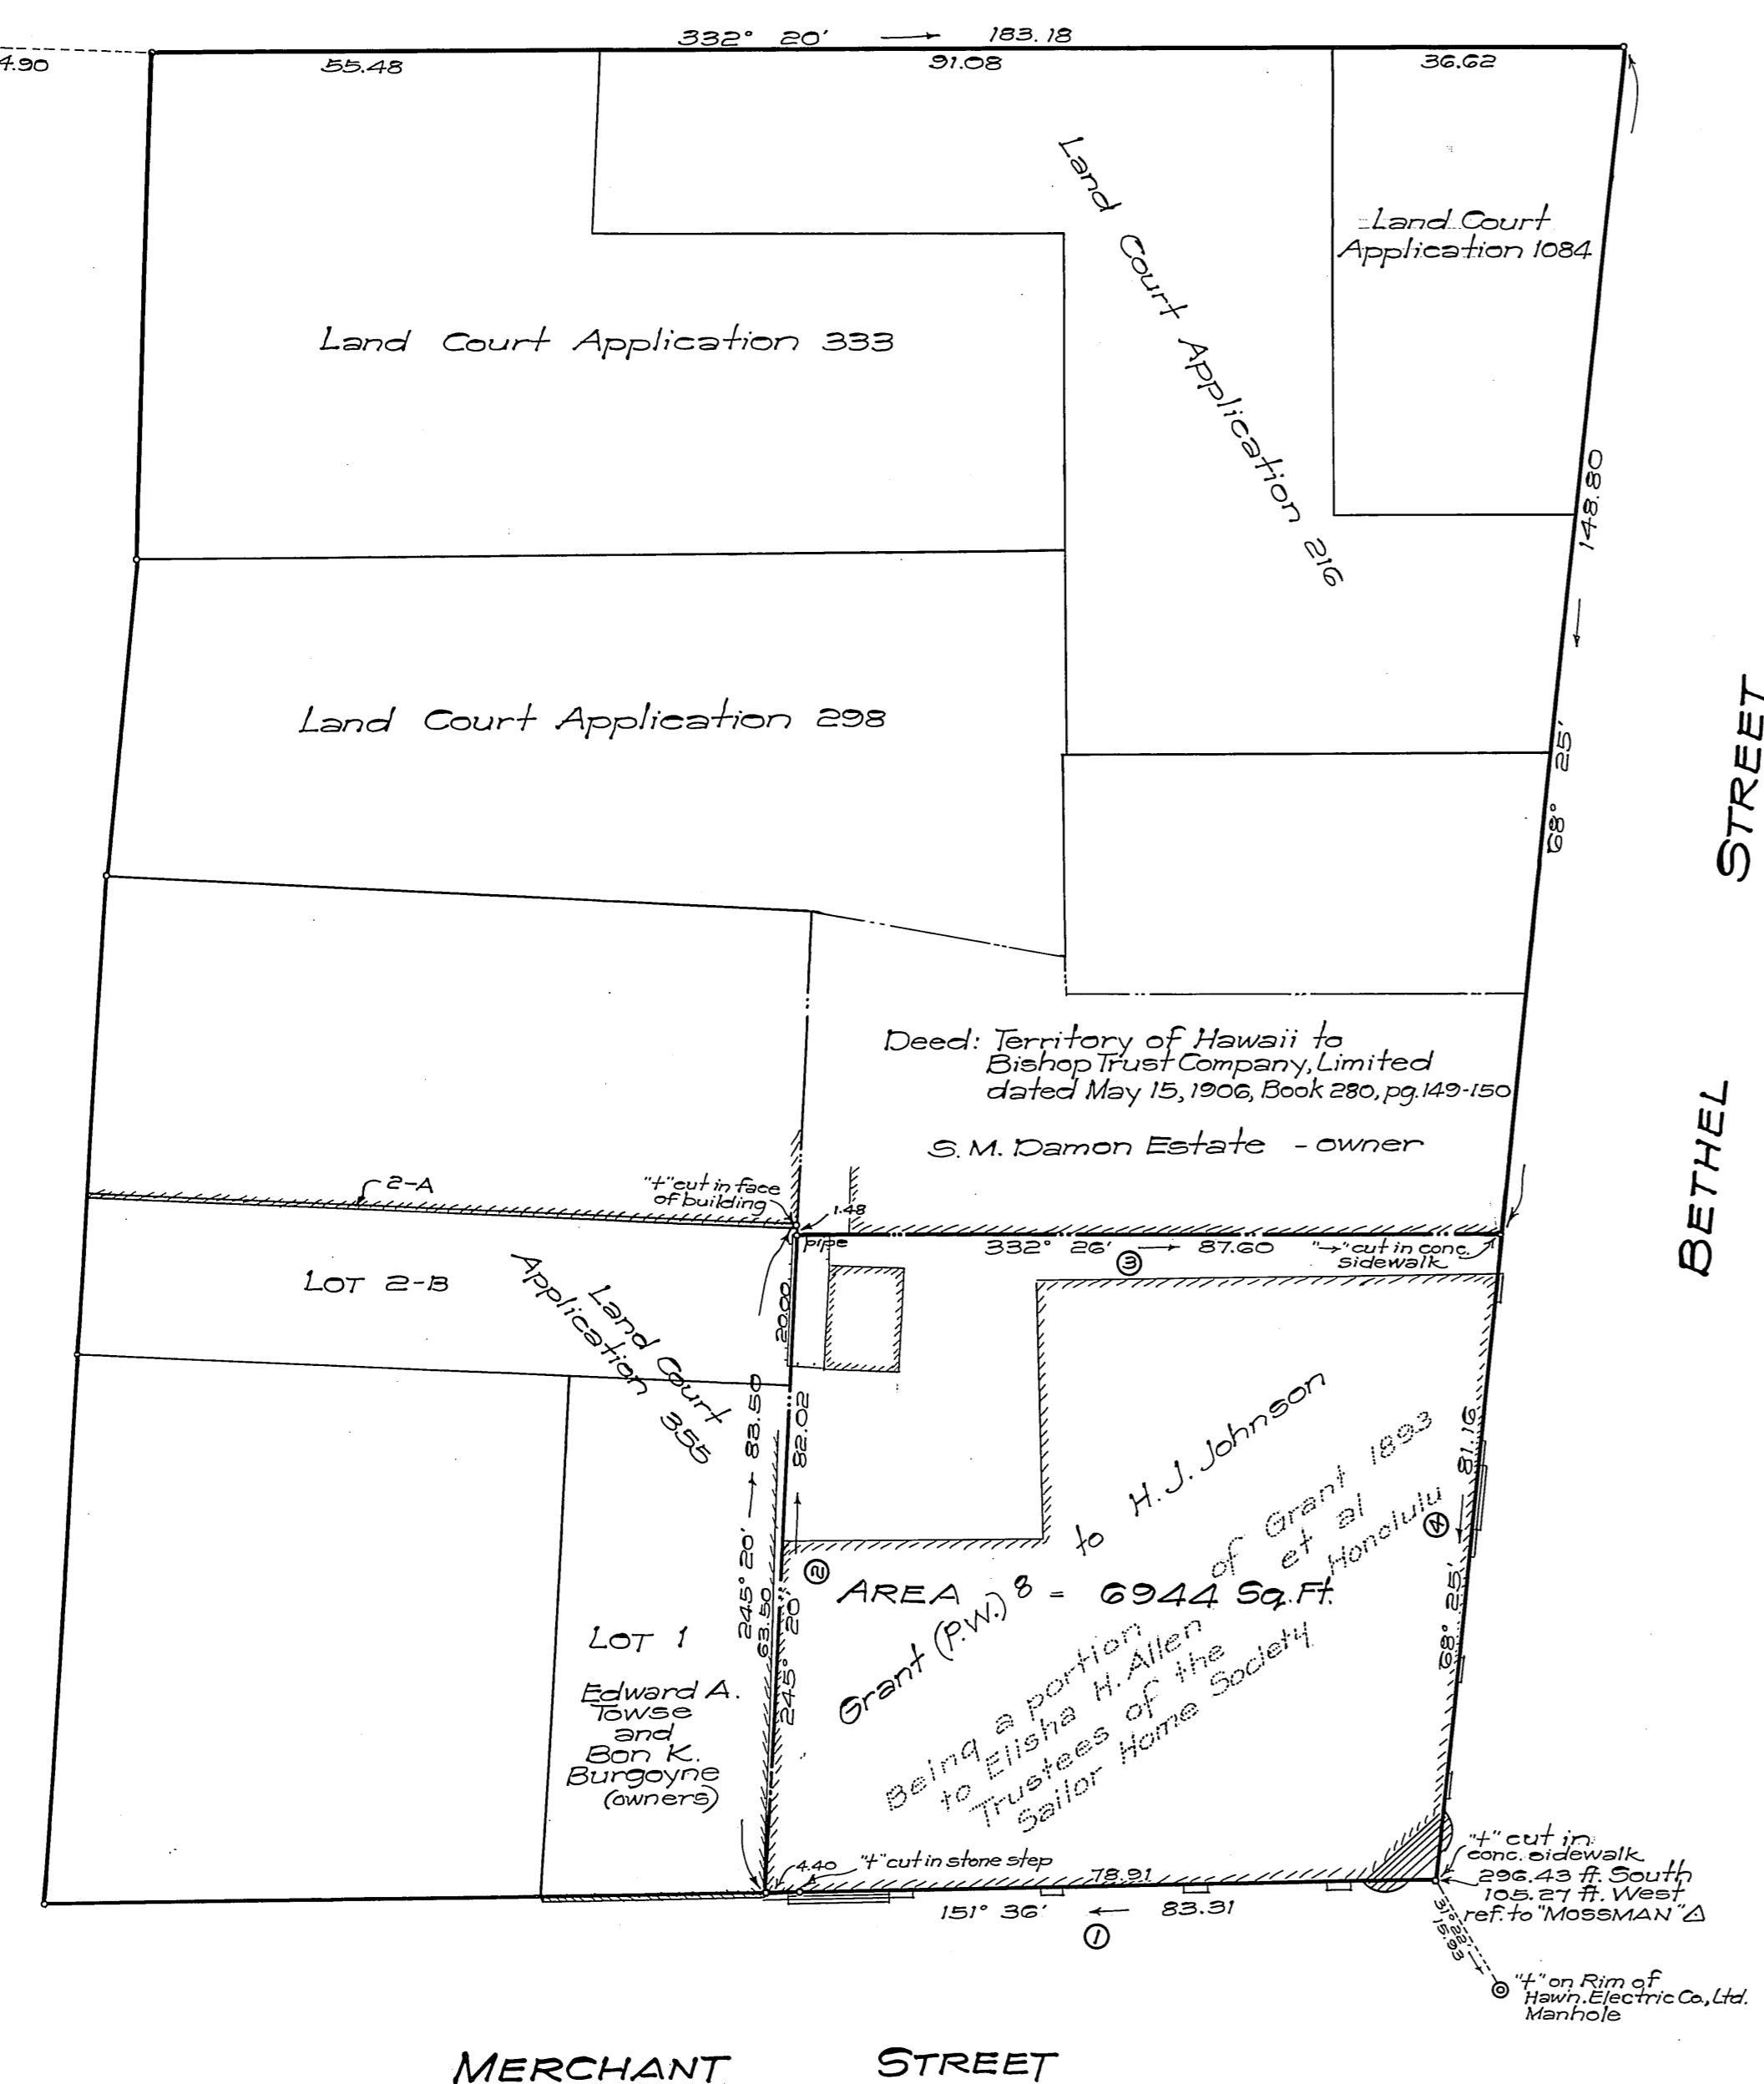 332° 20' → 183.18
4.90
55.48
91.08
36.62
Land Court Application 216
Land Court
Application 1084
Land Court Application 333
148.80
68° 25'
Land Court Application 298
BETHEL STREET
Deed: Territory of Hawaii to
Bishop Trust Company, Limited
dated May 15, 1906, Book 280, pg. 149-150
S. M. Damon Estate - owner
2-A
"+" cut in face
of building
1.48
pipe
332° 26' → 87.60
③
"→" cut in conc.
sidewalk
LOT 2-B
Land Court
Application 355
20.00
82.02
245° 20' → 83.50
63.50
245° 20'
②
81.16
④
68° 25'
AREA = 6944 Sq. Ft.
Grant (P.W.) 8 to H. J. Johnson
Being a portion of Grant 1893
to Elisha H. Allen et al
Trustees of the Honolulu
Sailor Home Society
LOT 1
Edward A.
Towse
and
Bon K.
Burgoyne
(owners)
4.40
"+" cut in stone step
78.91
151° 36' ← 83.31
①
"+" cut in
conc. sidewalk
296.43 ft. South
105.27 ft. West
ref. to "MOSSMAN" △
15.93
"+" on Rim of
Hawn. Electric Co., Ltd.
Manhole
MERCHANT STREET